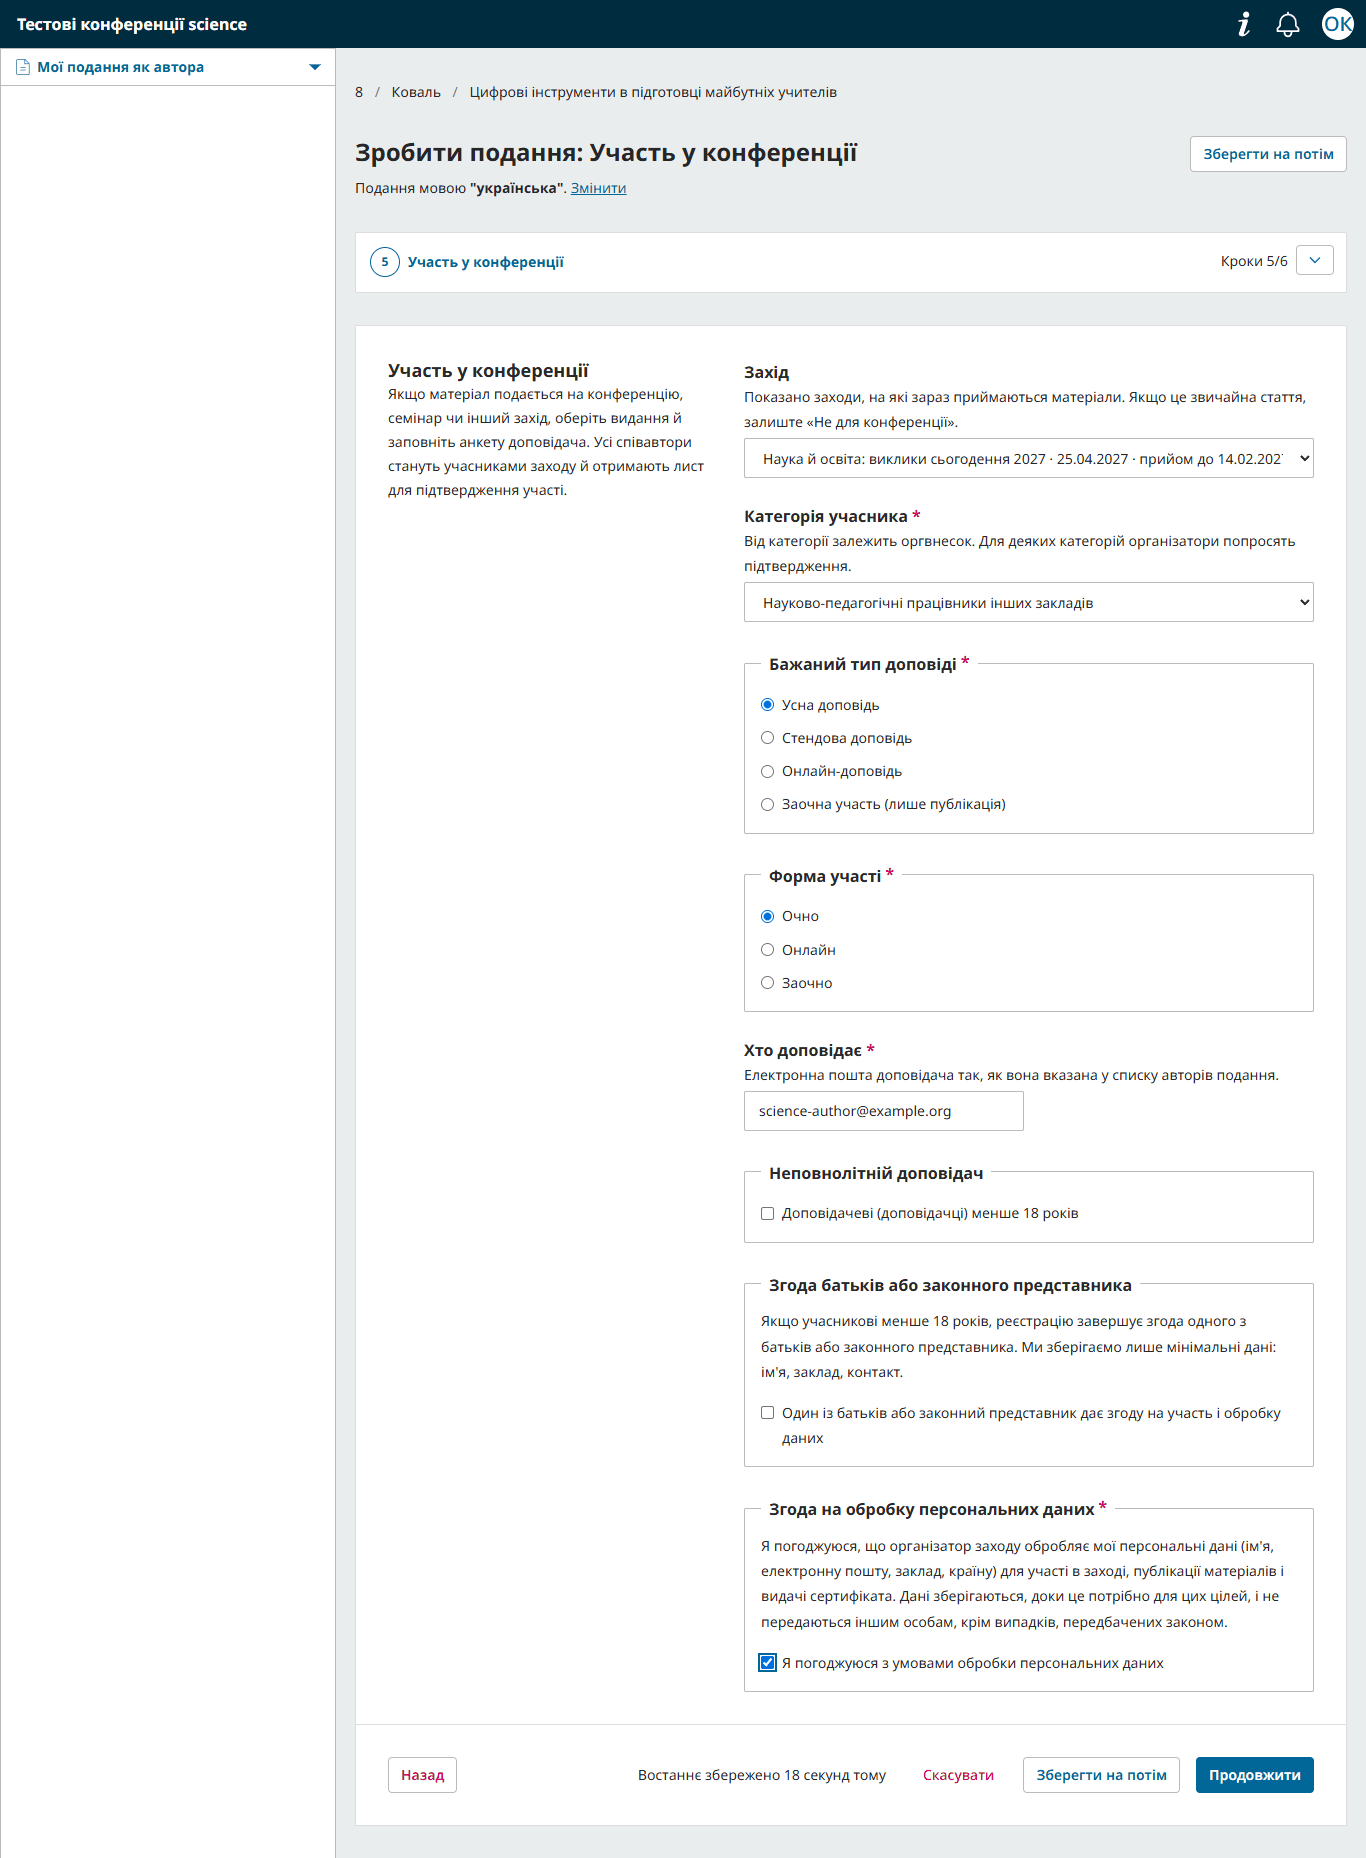 Тестові конференції science
ОК
Мої подання як автора
8 / Коваль / Цифрові інструменти в підготовці майбутніх учителів
Зробити подання: Участь у конференції
Зберегти на потім
Подання мовою "українська". Змінити
5 Участь у конференції
Кроки 5/6
Участь у конференції
Якщо матеріал подається на конференцію,
семінар чи інший захід, оберіть видання й
заповніть анкету доповідача. Усі співавтори
стануть учасниками заходу й отримають лист
для підтвердження участі.
Захід
Показано заходи, на які зараз приймаються матеріали. Якщо це звичайна стаття,
залиште «Не для конференції».
Наука й освіта: виклики сьогодення 2027 · 25.04.2027 · прийом до 14.02.202
Категорія учасника *
Від категорії залежить оргвнесок. Для деяких категорій організатори попросять
підтвердження.
Науково-педагогічні працівники інших закладів
Бажаний тип доповіді *
Усна доповідь
Стендова доповідь
Онлайн-доповідь
Заочна участь (лише публікація)
Форма участі *
Очно
Онлайн
Заочно
Хто доповідає *
Електронна пошта доповідача так, як вона вказана у списку авторів подання.
science-author@example.org
Неповнолітній доповідач
Доповідачеві (доповідачці) менше 18 років
Згода батьків або законного представника
Якщо учасникові менше 18 років, реєстрацію завершує згода одного з
батьків або законного представника. Ми зберігаємо лише мінімальні дані:
ім'я, заклад, контакт.
Один із батьків або законний представник дає згоду на участь і обробку
даних
Згода на обробку персональних даних *
Я погоджуюся, що організатор заходу обробляє мої персональні дані (ім'я,
електронну пошту, заклад, країну) для участі в заході, публікації матеріалів і
видачі сертифіката. Дані зберігаються, доки це потрібно для цих цілей, і не
передаються іншим особам, крім випадків, передбачених законом.
Я погоджуюся з умовами обробки персональних даних
Назад
Востаннє збережено 18 секунд тому
Скасувати
Зберегти на потім
Продовжити